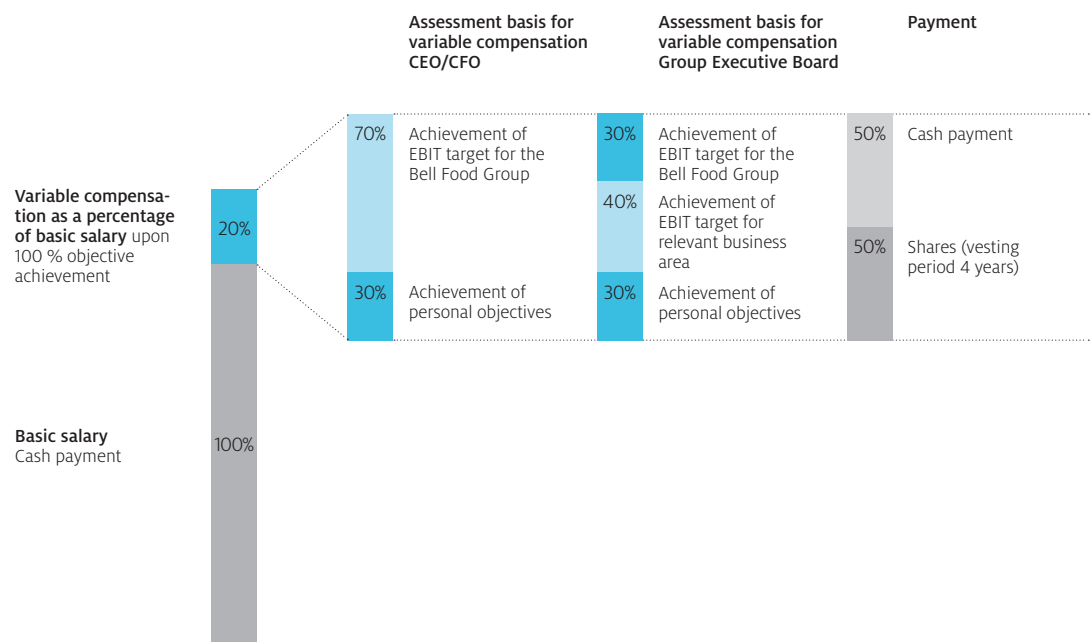 Assessment basis for
variable compensation
CEO/CFO
Assessment basis for
variable compensation
Group Executive Board
Payment
70%
Achievement of
EBIT target for the
Bell Food Group
30%
Achievement of
EBIT target for the
Bell Food Group
50%
Cash payment
Variable compensa-
tion as a percentage
of basic salary upon
100 % objective
achievement
20%
40%
Achievement of
EBIT target for
relevant business
area
50%
Shares (vesting
period 4 years)
30%
Achievement of
personal objectives
30%
Achievement of
personal objectives
Basic salary
Cash payment
100%